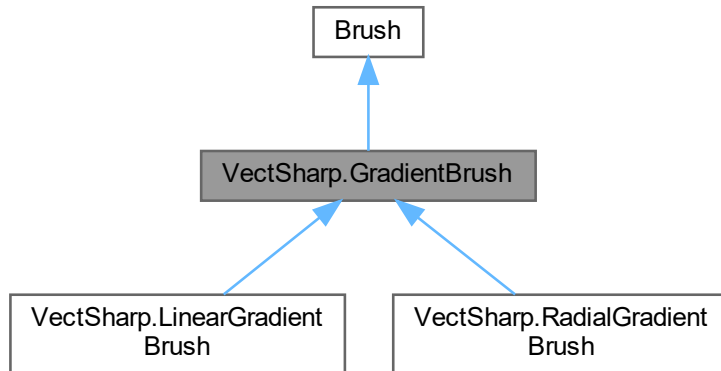 Brush
VectSharp.GradientBrush
VectSharp.LinearGradient
Brush
VectSharp.RadialGradient
Brush